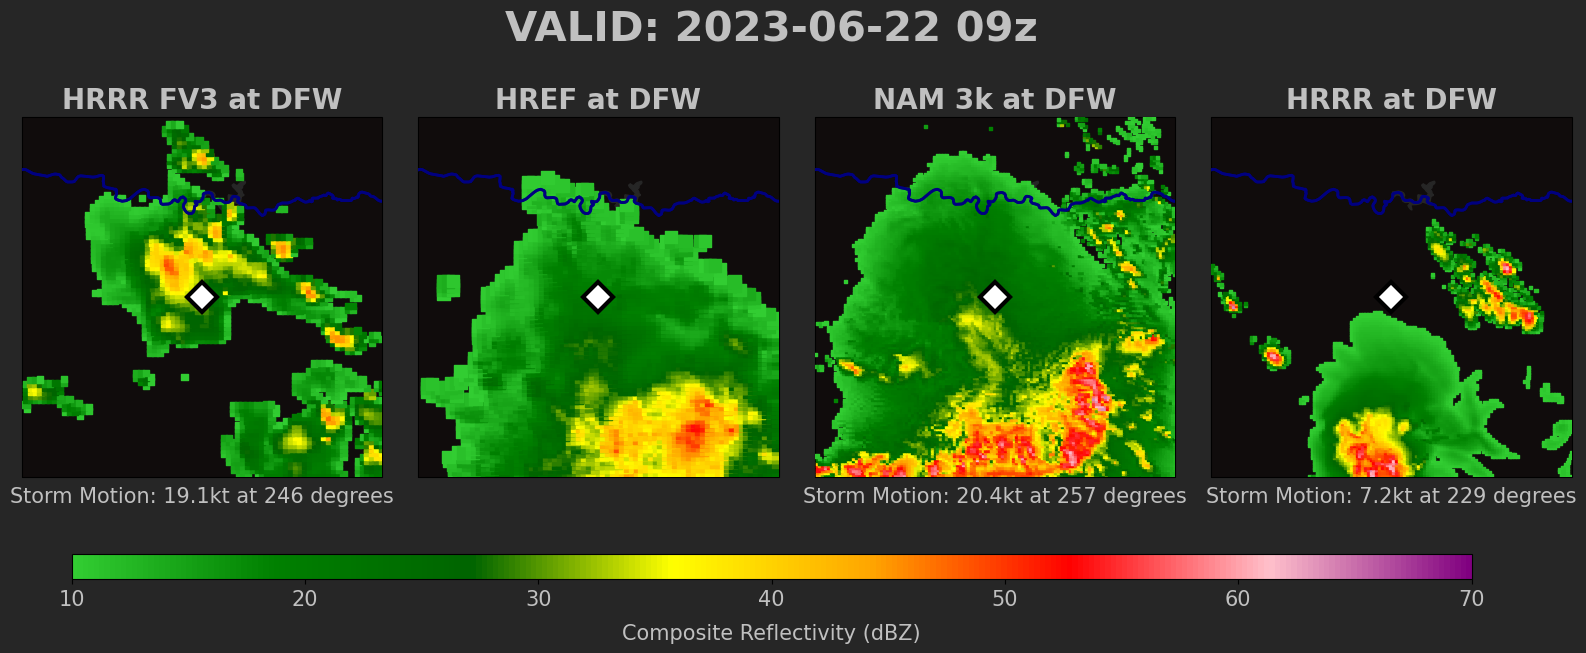 VALID: 2023-06-22 09z
HRRR FV3 at DFW
HREF at DFW
NAM 3k at DFW
HRRR at DFW
Storm Motion: 19.1kt at 246 degrees
Storm Motion: 20.4kt at 257 degrees
Storm Motion: 7.2kt at 229 degrees
10 20 30 40 50 60 70
Composite Reflectivity (dBZ)